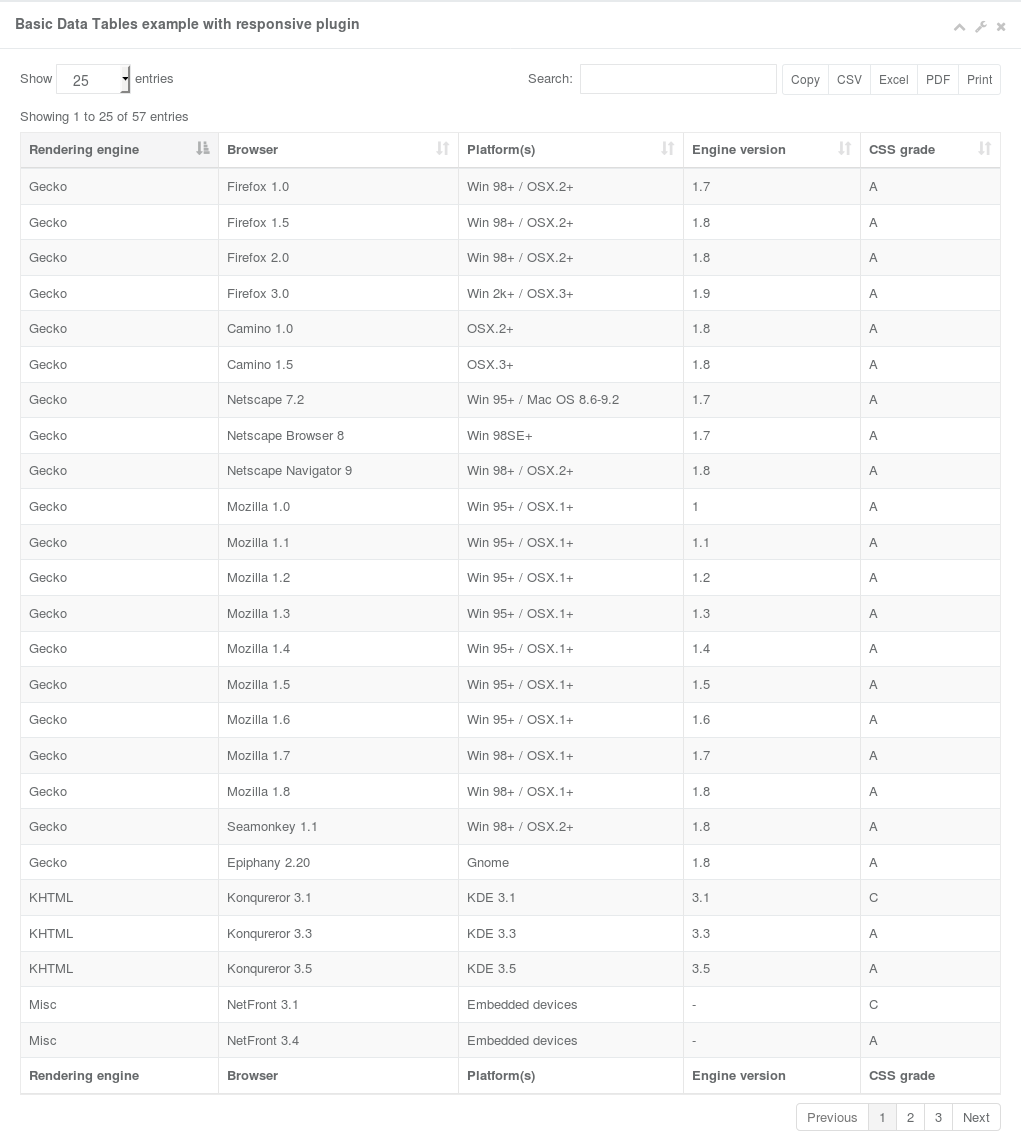 Basic Data Tables example with responsive plugin
Show 25 entries Search: Copy CSV Excel PDF Print
Showing 1 to 25 of 57 entries
Rendering engine Browser Platform(s) Engine version CSS grade
Gecko Firefox 1.0 Win 98+ / OSX.2+ 1.7 A
Gecko Firefox 1.5 Win 98+ / OSX.2+ 1.8 A
Gecko Firefox 2.0 Win 98+ / OSX.2+ 1.8 A
Gecko Firefox 3.0 Win 2k+ / OSX.3+ 1.9 A
Gecko Camino 1.0 OSX.2+ 1.8 A
Gecko Camino 1.5 OSX.3+ 1.8 A
Gecko Netscape 7.2 Win 95+ / Mac OS 8.6-9.2 1.7 A
Gecko Netscape Browser 8 Win 98SE+ 1.7 A
Gecko Netscape Navigator 9 Win 98+ / OSX.2+ 1.8 A
Gecko Mozilla 1.0 Win 95+ / OSX.1+ 1 A
Gecko Mozilla 1.1 Win 95+ / OSX.1+ 1.1 A
Gecko Mozilla 1.2 Win 95+ / OSX.1+ 1.2 A
Gecko Mozilla 1.3 Win 95+ / OSX.1+ 1.3 A
Gecko Mozilla 1.4 Win 95+ / OSX.1+ 1.4 A
Gecko Mozilla 1.5 Win 95+ / OSX.1+ 1.5 A
Gecko Mozilla 1.6 Win 95+ / OSX.1+ 1.6 A
Gecko Mozilla 1.7 Win 98+ / OSX.1+ 1.7 A
Gecko Mozilla 1.8 Win 98+ / OSX.1+ 1.8 A
Gecko Seamonkey 1.1 Win 98+ / OSX.2+ 1.8 A
Gecko Epiphany 2.20 Gnome 1.8 A
KHTML Konqureror 3.1 KDE 3.1 3.1 C
KHTML Konqureror 3.3 KDE 3.3 3.3 A
KHTML Konqureror 3.5 KDE 3.5 3.5 A
Misc NetFront 3.1 Embedded devices - C
Misc NetFront 3.4 Embedded devices - A
Rendering engine Browser Platform(s) Engine version CSS grade
Previous 1 2 3 Next